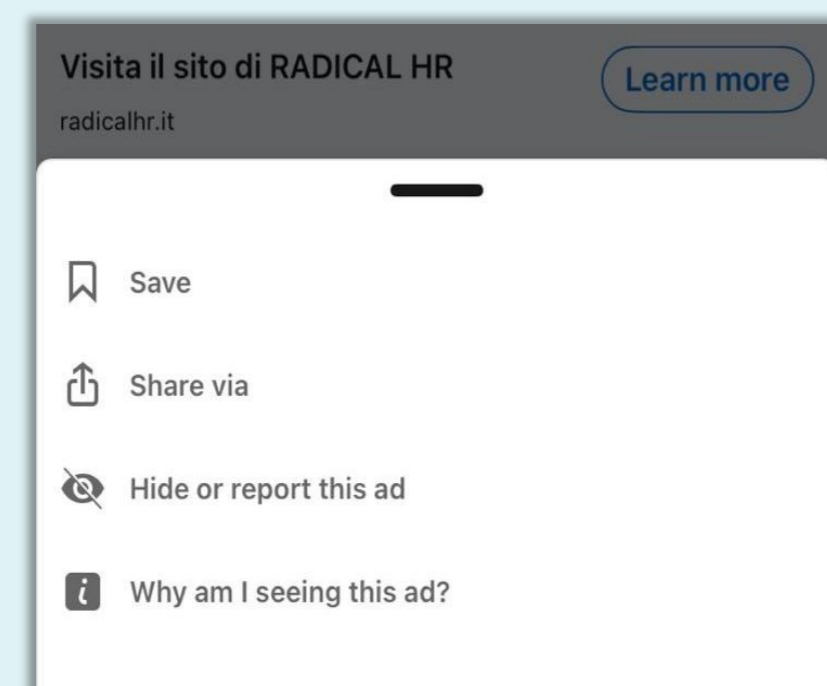 Visita il sito di RADICAL HR
Learn more
radicalhr.it
Save
Share via
Hide or report this ad
Why am I seeing this ad?